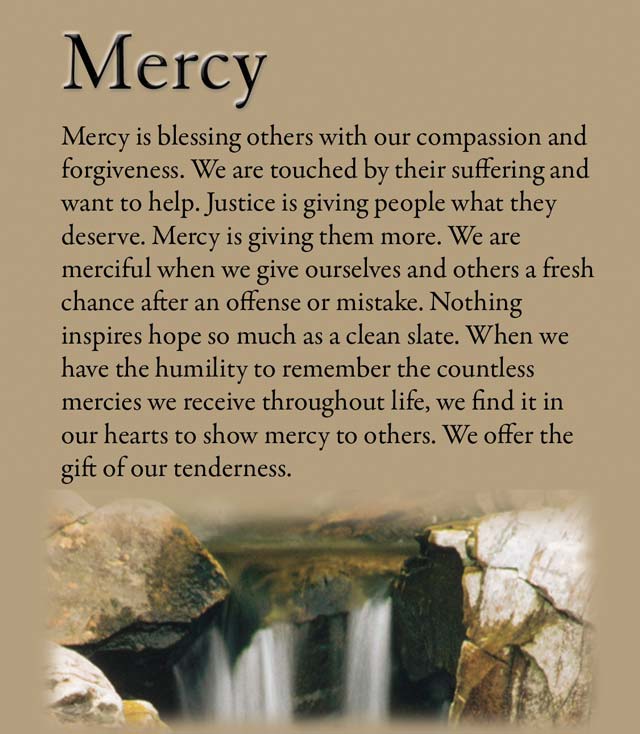 Mercy
Mercy is blessing others with our compassion and
forgiveness. We are touched by their suffering and
want to help. Justice is giving people what they
deserve. Mercy is giving them more. We are
merciful when we give ourselves and others a fresh
chance after an offense or mistake. Nothing
inspires hope so much as a clean slate. When we
have the humility to remember the countless
mercies we receive throughout life, we find it in
our hearts to show mercy to others. We offer the
gift of our tenderness.